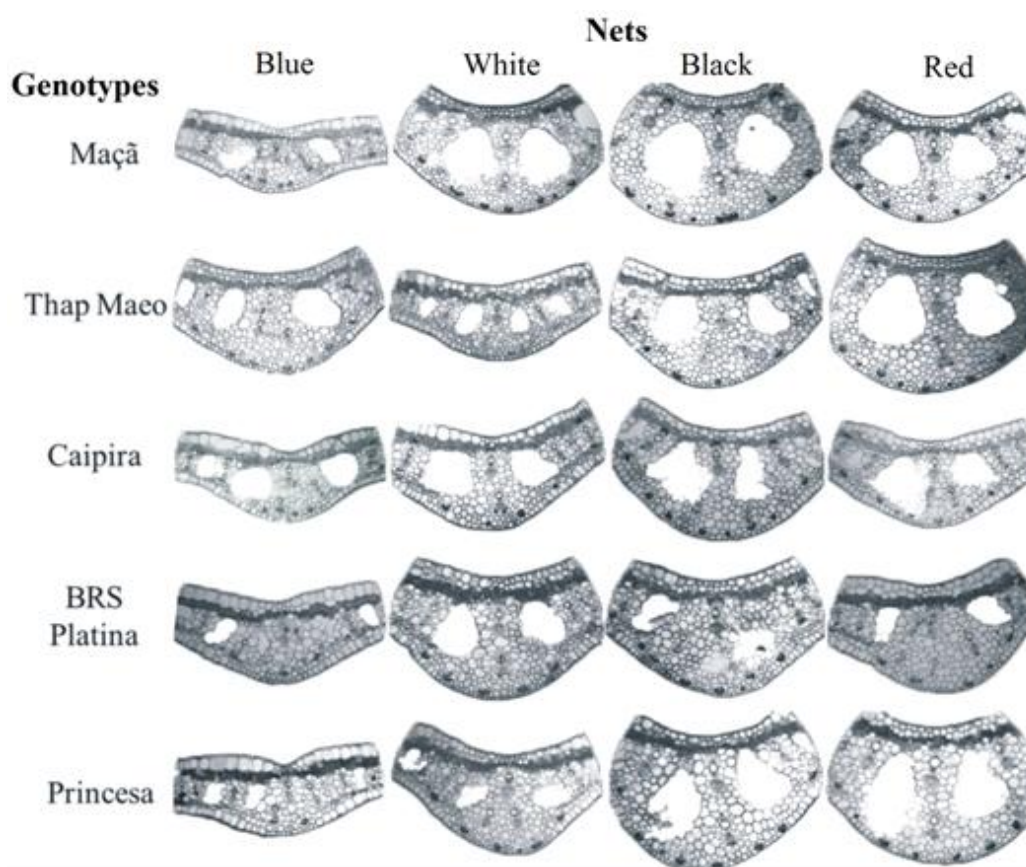 Nets
Blue White Black Red
Genotypes
Maçã
Thap Maeo
Caipira
BRS
Platina
Princesa